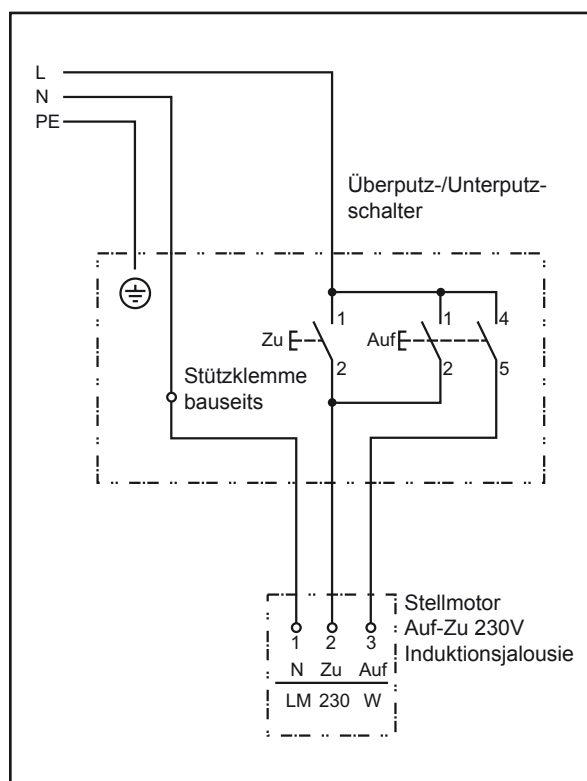 L
N
PE
Überputz-/Unterputz-
schalter
1
1
4
Zu
Auf
2
2
5
Stützklemme
bauseits
Stellmotor
Auf-Zu 230V
Induktionsjalousie
1 2 3
N Zu Auf
LM 230 W